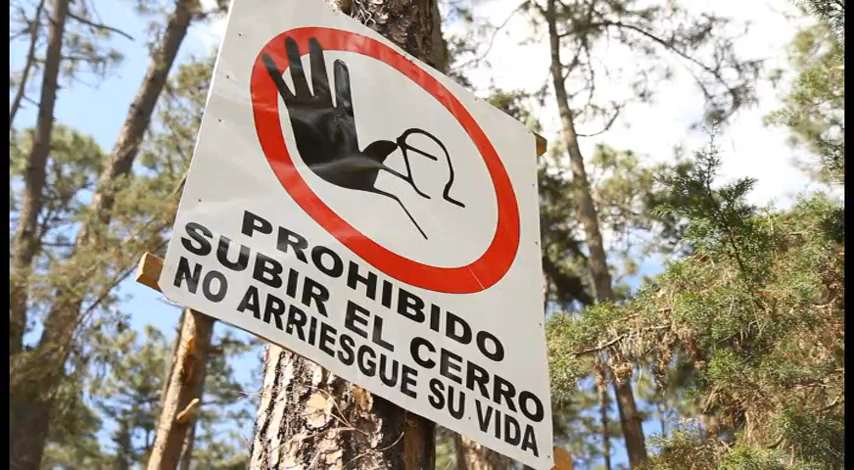 PROHIBIDO
SUBIR EL CERRO
NO ARRIESGUE SU VIDA